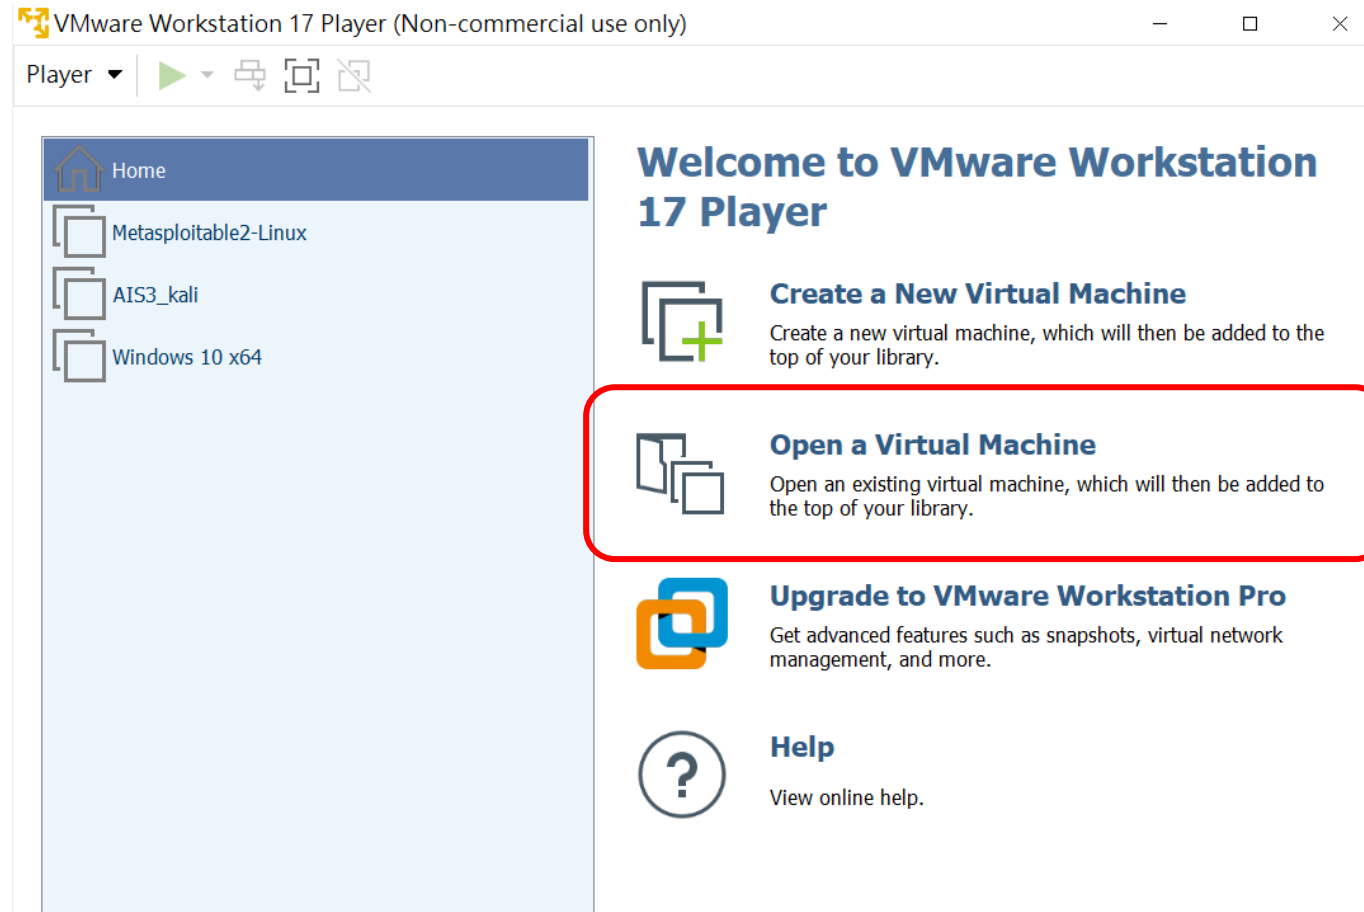 VMware Workstation 17 Player (Non-commercial use only)
Player
Home
Metasploitable2-Linux
AIS3_kali
Windows 10 x64
Welcome to VMware Workstation
17 Player
Create a New Virtual Machine
Create a new virtual machine, which will then be added to the
top of your library.
Open a Virtual Machine
Open an existing virtual machine, which will then be added to
the top of your library.
Upgrade to VMware Workstation Pro
Get advanced features such as snapshots, virtual network
management, and more.
Help
View online help.